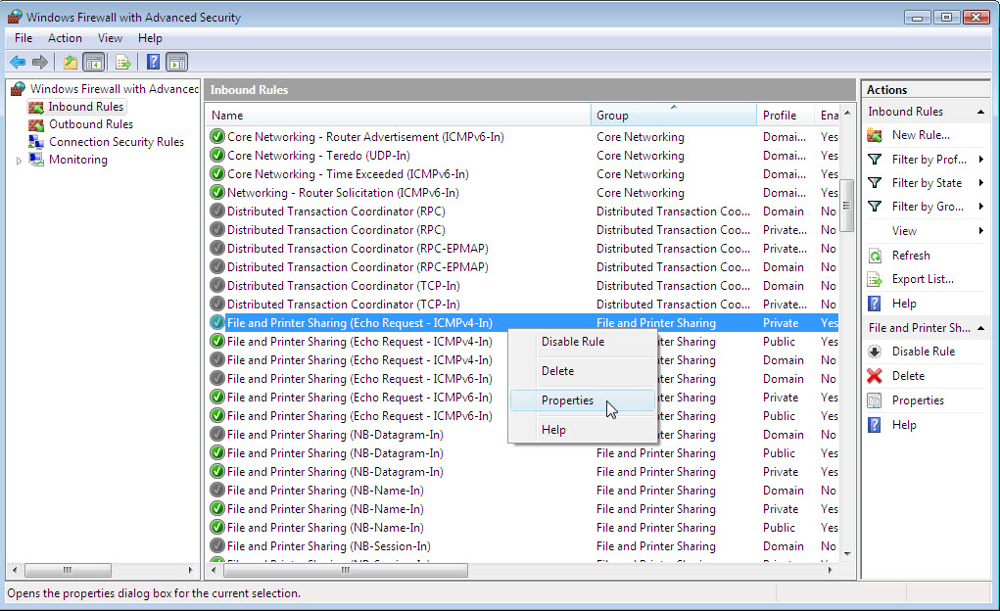 Windows Firewall with Advanced Security
File Action View Help
Windows Firewall with Advanced
Inbound Rules
Outbound Rules
Connection Security Rules
Monitoring
Inbound Rules
Name Group Profile Ena
Core Networking - Router Advertisement (ICMPv6-In) Core Networking Domai... Yes
Core Networking - Teredo (UDP-In) Core Networking Domai... Yes
Core Networking - Time Exceeded (ICMPv6-In) Core Networking Domai... Yes
Networking - Router Solicitation (ICMPv6-In) Core Networking Domai... Yes
Distributed Transaction Coordinator (RPC) Distributed Transaction Coo... Domain No
Distributed Transaction Coordinator (RPC) Distributed Transaction Coo... Private... No
Distributed Transaction Coordinator (RPC-EPMAP) Distributed Transaction Coo... Private... No
Distributed Transaction Coordinator (RPC-EPMAP) Distributed Transaction Coo... Domain No
Distributed Transaction Coordinator (TCP-In) Distributed Transaction Coo... Domain No
Distributed Transaction Coordinator (TCP-In) Distributed Transaction Coo... Private... No
File and Printer Sharing (Echo Request - ICMPv4-In) File and Printer Sharing Private Yes
File and Printer Sharing (Echo Request - ICMPv4-In) nter Sharing Public Yes
File and Printer Sharing (Echo Request - ICMPv4-In) nter Sharing Domain No
File and Printer Sharing (Echo Request - ICMPv6-In) nter Sharing Domain No
File and Printer Sharing (Echo Request - ICMPv6-In) nter Sharing Private Yes
File and Printer Sharing (Echo Request - ICMPv6-In) nter Sharing Public Yes
File and Printer Sharing (NB-Datagram-In) nter Sharing Domain No
File and Printer Sharing (NB-Datagram-In) File and Printer Sharing Public Yes
File and Printer Sharing (NB-Datagram-In) File and Printer Sharing Private Yes
File and Printer Sharing (NB-Name-In) File and Printer Sharing Domain No
File and Printer Sharing (NB-Name-In) File and Printer Sharing Private Yes
File and Printer Sharing (NB-Name-In) File and Printer Sharing Public Yes
File and Printer Sharing (NB-Session-In) File and Printer Sharing Domain No
Disable Rule
Delete
Properties
Help
Actions
Inbound Rules
New Rule...
Filter by Prof...
Filter by State
Filter by Gro...
View
Refresh
Export List...
Help
File and Printer Sh...
Disable Rule
Delete
Properties
Help
Opens the properties dialog box for the current selection.